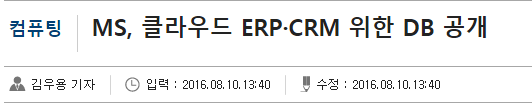 컴퓨팅 MS, 클라우드 ERP·CRM 위한 DB 공개
김우용 기자 입력 : 2016.08.10.13:40 수정 : 2016.08.10.13:40